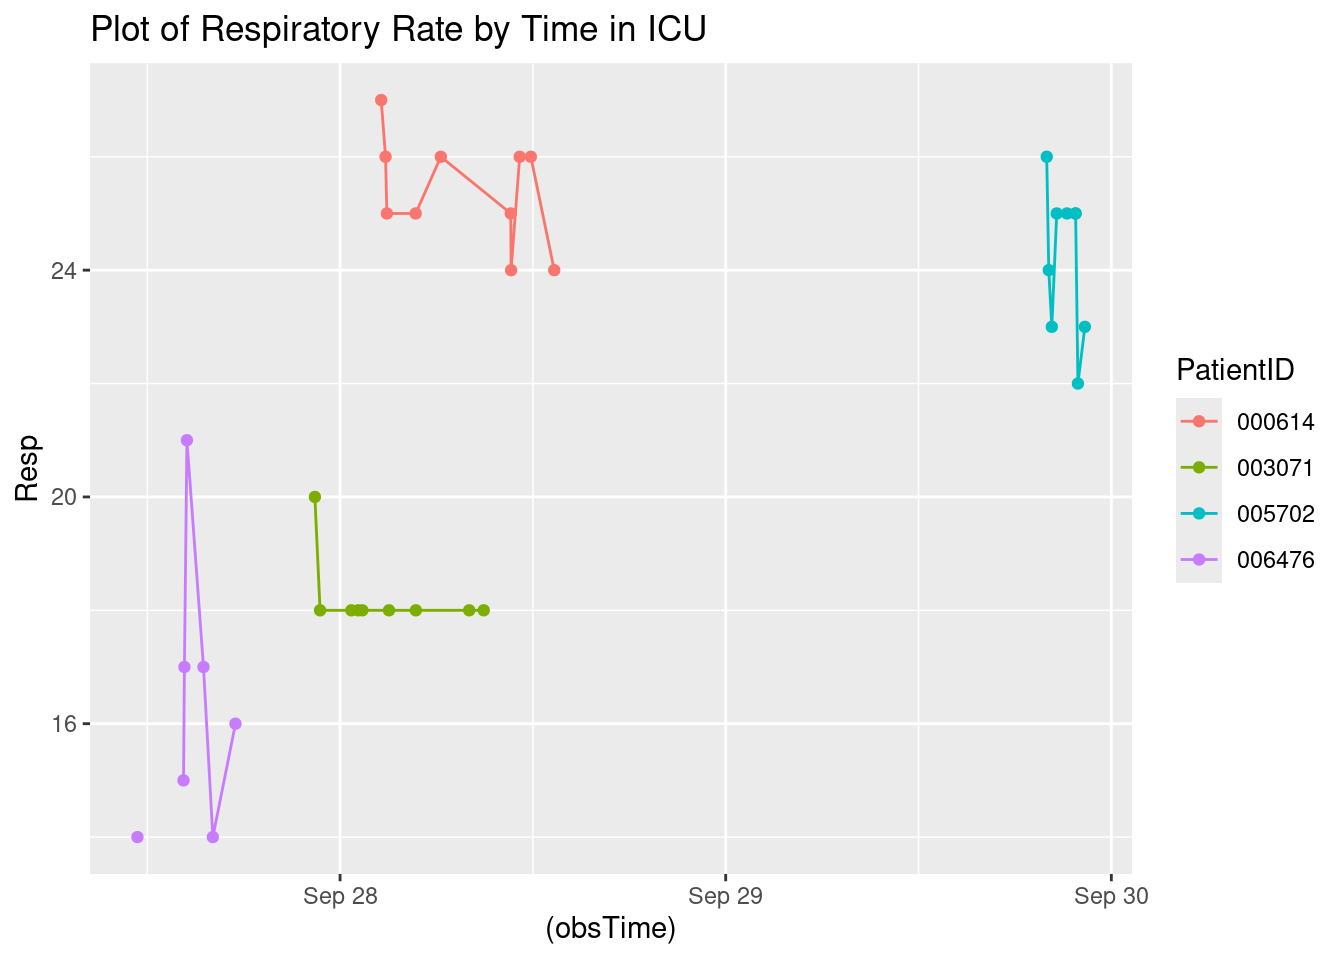 Plot of Respiratory Rate by Time in ICU
Resp
24
20
16
Sep 28
Sep 29
Sep 30
(obsTime)
PatientID
000614
003071
005702
006476